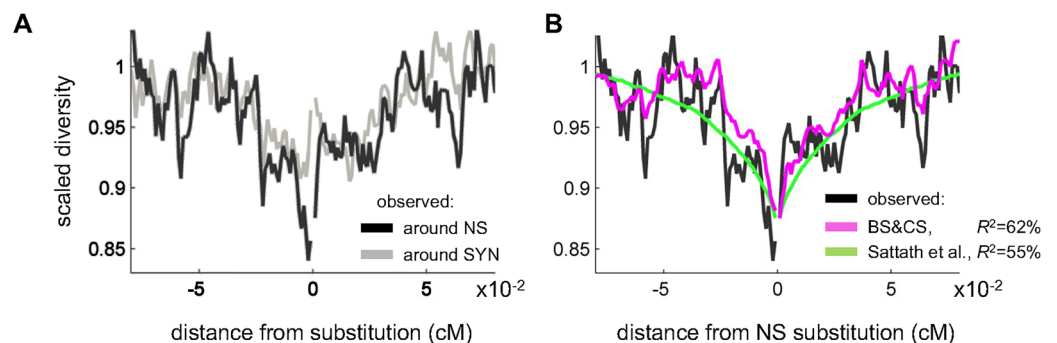 A
B
scaled diversity
1
0.95
0.9
0.85
observed:
around NS
around SYN
-5
0
5
x10-2
distance from substitution (cM)
1
0.95
0.9
0.85
observed:
BS&CS, R²=62%
Sattath et al., R²=55%
-5
0
5
x10-2
distance from NS substitution (cM)